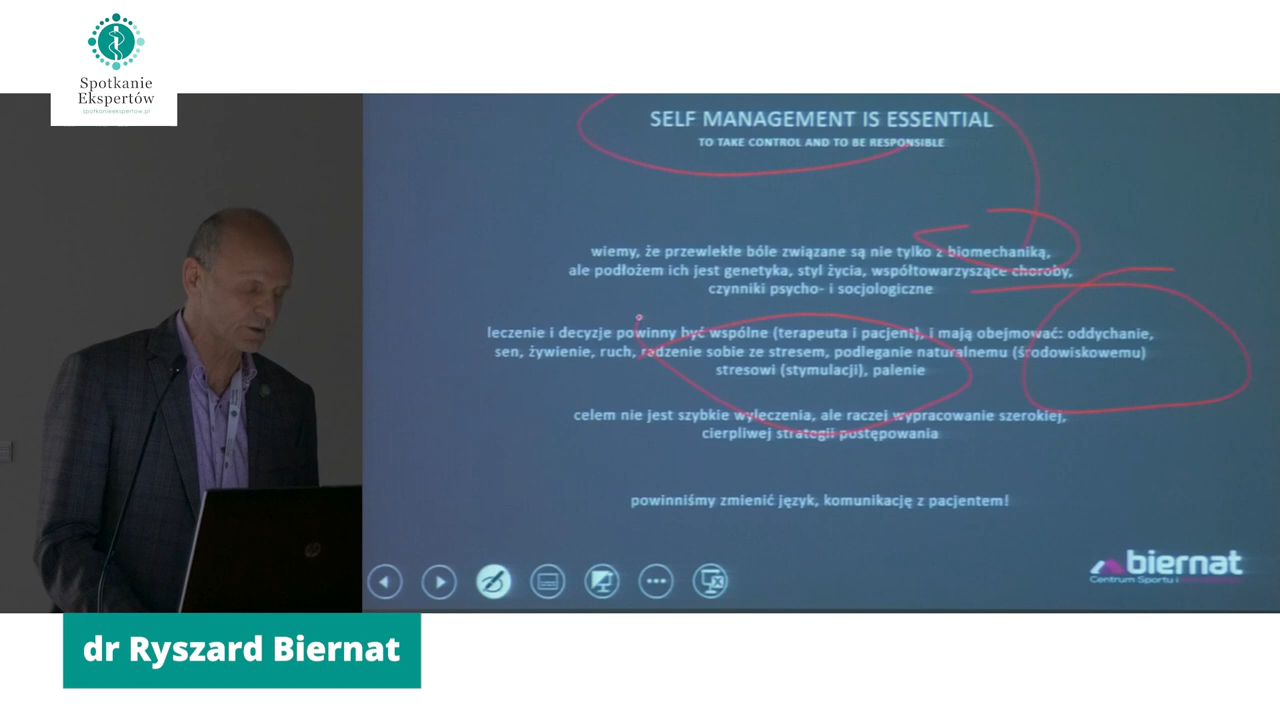 Spotkanie
Ekspertów
spotkanieekspertow.pl
SELF MANAGEMENT IS ESSENTIAL
TO TAKE CONTROL AND TO BE RESPONSIBLE
wiemy, że przewlekłe bóle związane są nie tylko z biomechaniką,
ale podłożem ich jest genetyka, styl życia, współtowarzyszące choroby,
czynniki psycho- i socjologiczne
leczenie i decyzje powinny być wspólne (terapeuta i pacjent), i mają obejmować: oddychanie,
sen, żywienie, ruch, radzenie sobie ze stresem, podleganie naturalnemu (środowiskowemu)
stresowi (stymulacji), palenie
celem nie jest szybkie wyleczenia, ale raczej wypracowanie szerokiej,
cierpliwej strategii postępowania
powinniśmy zmienić język, komunikację z pacjentem!
biernat
Centrum Sportu i
hp
dr Ryszard Biernat